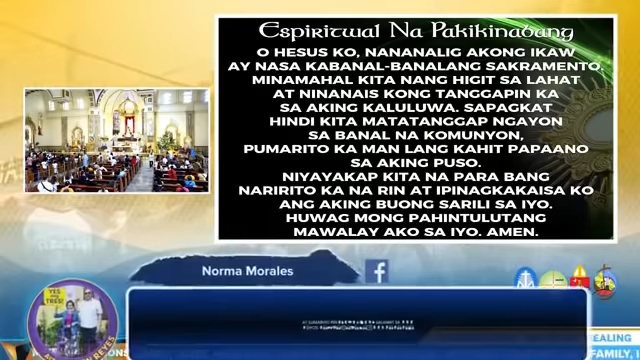 Espiritwal Na Pakikinabang
O HESUS KO, NANANALIG AKONG IKAW
AY NASA KABANAL-BANALANG SAKRAMENTO,
MINAMAHAL KITA NANG HIGIT SA LAHAT
AT NINANAIS KONG TANGGAPIN KA
SA AKING KALULUWA. SAPAGKAT
HINDI KITA MATATANGGAP NGAYON
SA BANAL NA KOMUNYON,
PUMARITO KA MAN LANG KAHIT PAPAANO
SA AKING PUSO.
NIYAYAKAP KITA NA PARA BANG
NARIRITO KA NA RIN AT IPINAGKAKAISA KO
ANG AKING BUONG SARILI SA IYO.
HUWAG MONG PAHINTULUTANG
MAWALAY AKO SA IYO. AMEN.
Norma Morales
f
EALING
FAMILY,